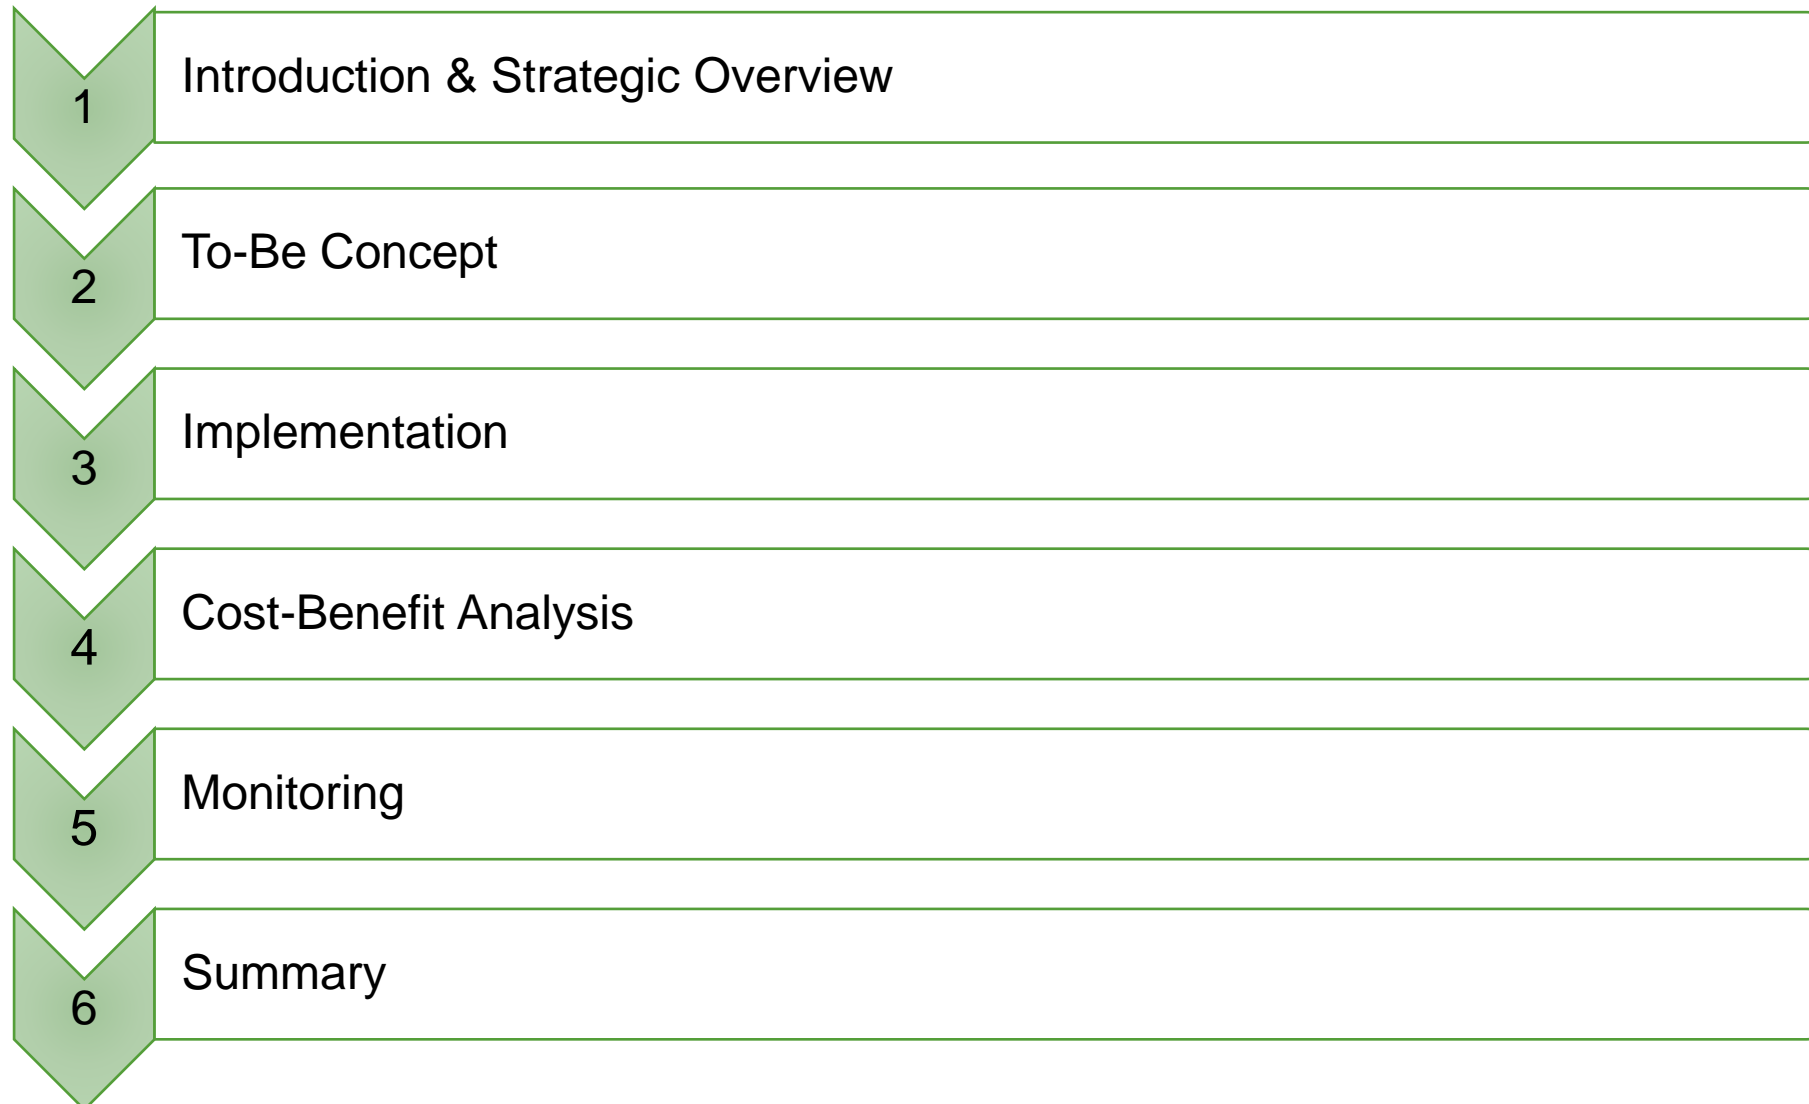 1
Introduction & Strategic Overview
2
To-Be Concept
3
Implementation
4
Cost-Benefit Analysis
5
Monitoring
6
Summary